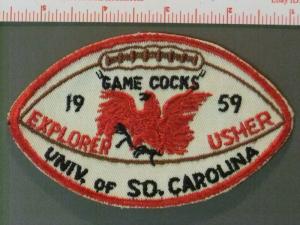 "GAME COCKS"
19 59
EXPLORER USHER
UNIV. OF SO. CAROLINA